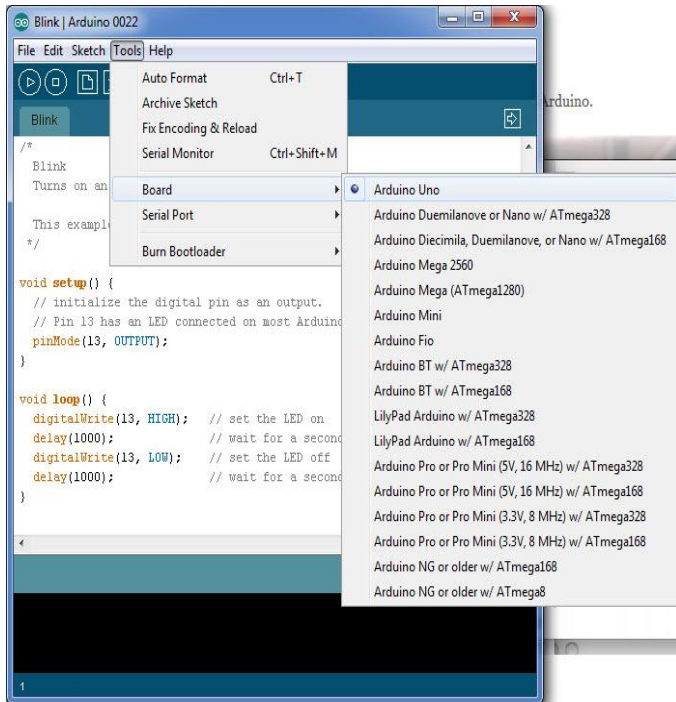 Blink | Arduino 0022
File Edit Sketch Tools Help
Auto Format Ctrl+T
Archive Sketch
Fix Encoding & Reload
Serial Monitor Ctrl+Shift+M
Board
Serial Port
Burn Bootloader
Arduino Uno
Arduino Duemilanove or Nano w/ ATmega328
Arduino Diecimila, Duemilanove, or Nano w/ ATmega168
Arduino Mega 2560
Arduino Mega (ATmega1280)
Arduino Mini
Arduino Fio
Arduino BT w/ ATmega328
Arduino BT w/ ATmega168
LilyPad Arduino w/ ATmega328
LilyPad Arduino w/ ATmega168
Arduino Pro or Pro Mini (5V, 16 MHz) w/ ATmega328
Arduino Pro or Pro Mini (5V, 16 MHz) w/ ATmega168
Arduino Pro or Pro Mini (3.3V, 8 MHz) w/ ATmega328
Arduino Pro or Pro Mini (3.3V, 8 MHz) w/ ATmega168
Arduino NG or older w/ ATmega168
Arduino NG or older w/ ATmega8
Blink
/*
Blink
Turns on an
This exampl
*/
void setup() {
// initialize the digital pin as an output.
// Pin 13 has an LED connected on most Arduino
pinMode(13, OUTPUT);
}
void loop() {
digitalWrite(13, HIGH); // set the LED on
delay(1000); // wait for a second
digitalWrite(13, LOW); // set the LED off
delay(1000); // wait for a second
}
1
Arduino.